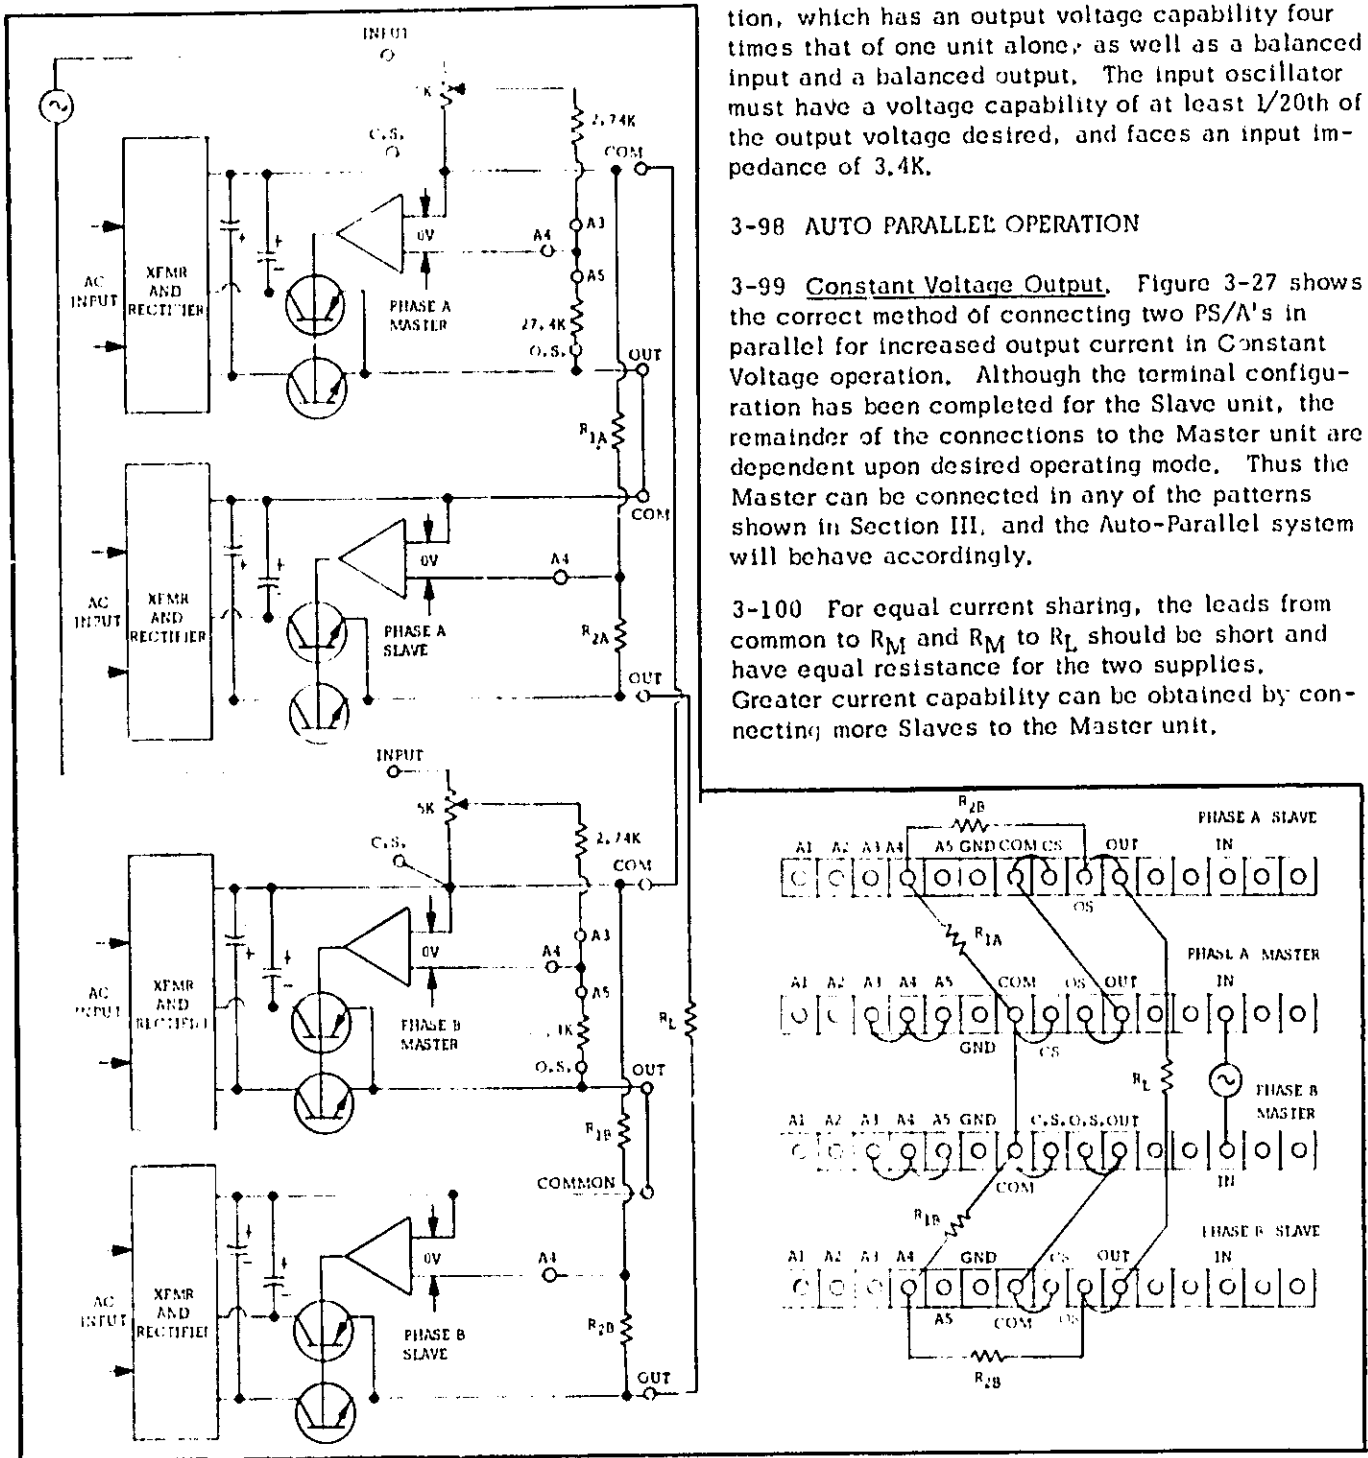 tion, which has an output voltage capability four
times that of one unit alone, as well as a balanced
input and a balanced output. The input oscillator
must have a voltage capability of at least 1/20th of
the output voltage desired, and faces an input im-
pedance of 3.4K.
3-98 AUTO PARALLEL OPERATION
3-99 Constant Voltage Output. Figure 3-27 shows
the correct method of connecting two PS/A's in
parallel for increased output current in Constant
Voltage operation. Although the terminal configu-
ration has been completed for the Slave unit, the
remainder of the connections to the Master unit are
dependent upon desired operating mode. Thus the
Master can be connected in any of the patterns
shown in Section III, and the Auto-Parallel system
will behave accordingly.
3-100 For equal current sharing, the leads from
common to RM and RM to RL should be short and
have equal resistance for the two supplies.
Greater current capability can be obtained by con-
necting more Slaves to the Master unit.
INPUT
C.S.
2.74K
COM
A3
0V
A4
A5
AC
INPUT
XFMR
AND
RECTIFIER
PHASE A
MASTER
27.4K
O.S.
OUT
R1A
COM
0V
A4
AC
INPUT
XFMR
AND
RECTIFIER
PHASE A
SLAVE
R2A
OUT
INPUT
5K
C.S.
2.74K
COM
A3
0V
A4
A5
AC
XFMR
AND
PHASE B
MASTER
RL
O.S.
OUT
R1B
COMMON
0V
A4
AC
INPUT
XFMR
AND
RECTIFIER
PHASE B
SLAVE
R2B
OUT
R2B
PHASE A SLAVE
A1 A2 A3 A4 A5 GND COM CS OUT IN
OS
R1A
PHASE A MASTER
A1 A2 A3 A4 A5 COM OS OUT IN
GND CS
RL
PHASE B
MASTER
A1 A2 A3 A4 A5 GND C.S. O.S. OUT
COM IN
R1B
PHASE B SLAVE
A1 A2 A3 A4 GND CS OUT IN
A5 COM OS
R2B